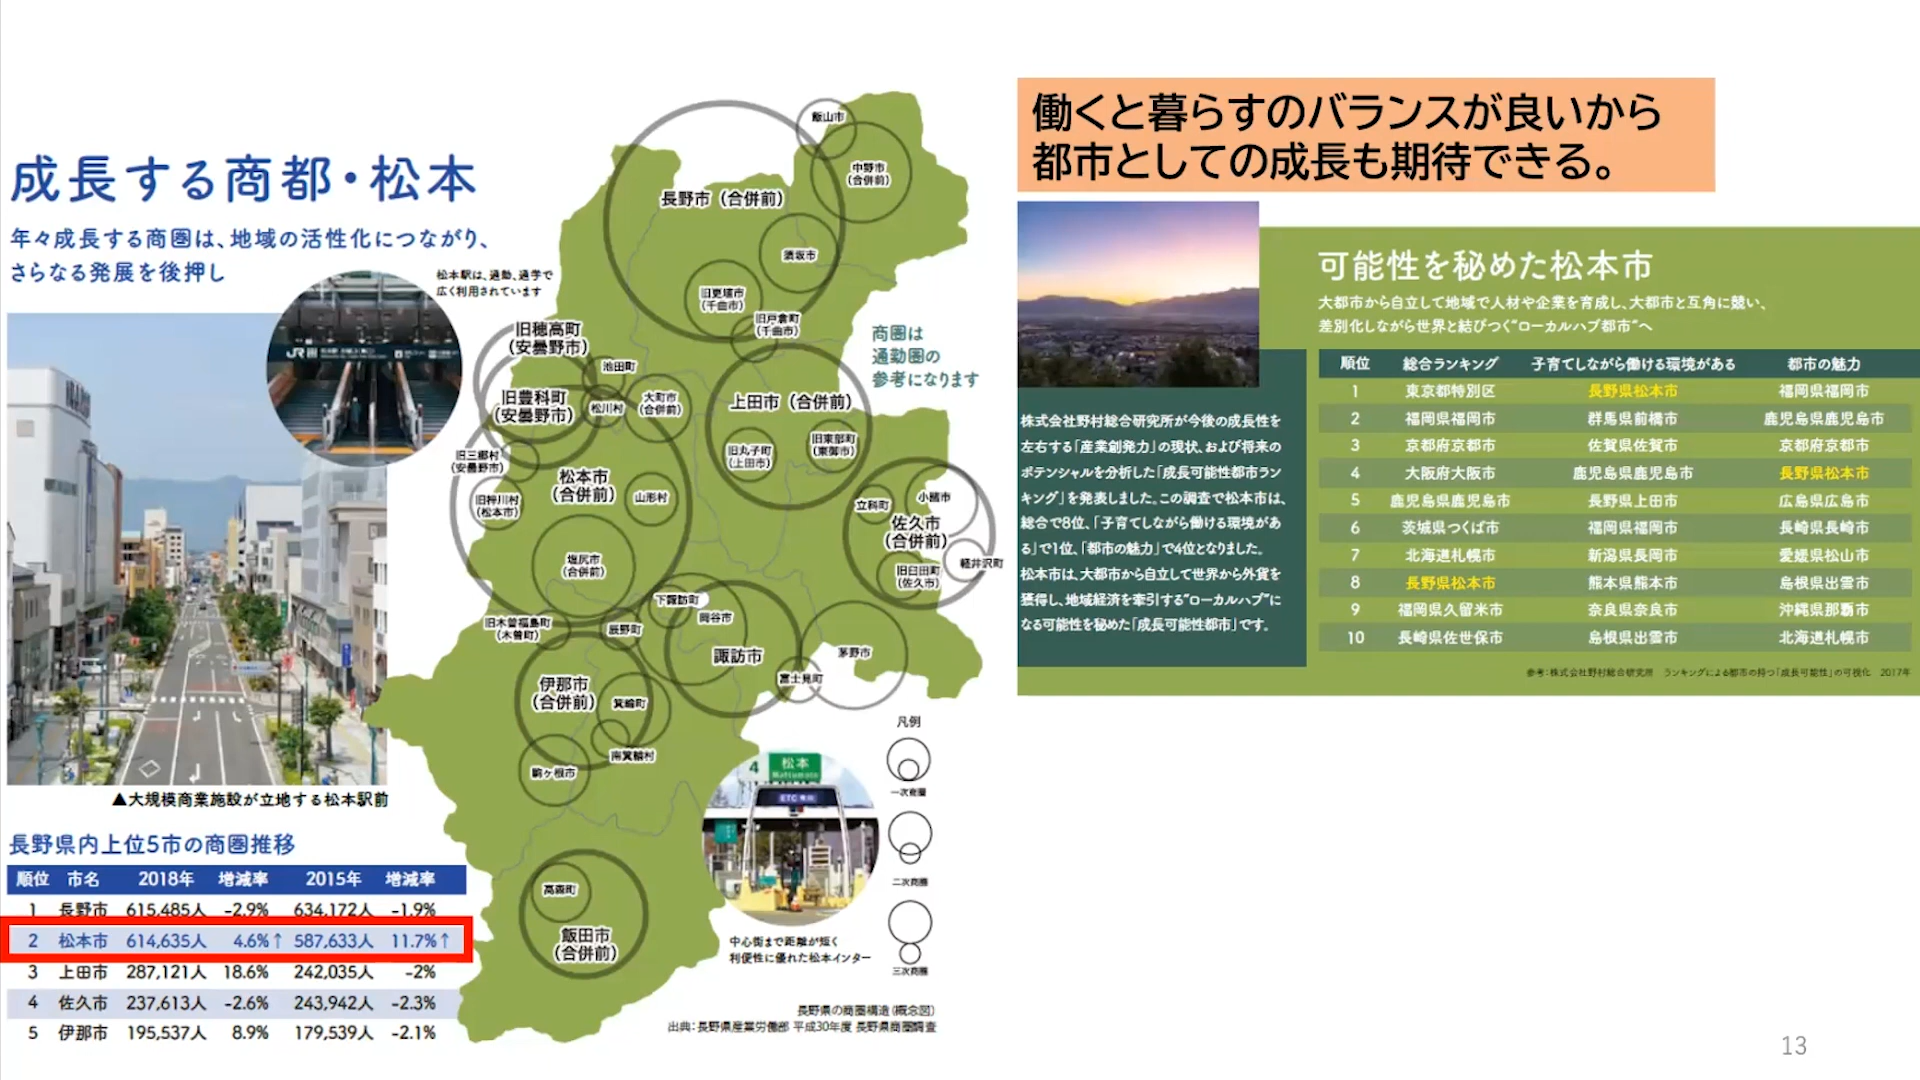 働くと暮らすのバランスが良いから
都市としての成長も期待できる。
成長する商都・松本
年々成長する商圏は、地域の活性化につながり、
さらなる発展を後押し
松本駅は、通勤、通学で
広く利用されています
JR
▲大規模商業施設が立地する松本駅前
長野県内上位5市の商圏推移
順位 市名 2018年 増減率 2015年 増減率
1 長野市 615,485人 -2.9% 634,172人 -1.9%
2 松本市 614,635人 4.6%↑ 587,633人 11.7%↑
3 上田市 287,121人 18.6% 242,035人 -2%
4 佐久市 237,613人 -2.6% 243,942人 -2.3%
5 伊那市 195,537人 8.9% 179,539人 -2.1%
飯山市
中野市
(合併前)
長野市(合併前)
須坂市
旧更埴市
(千曲市)
旧戸倉町
(千曲市)
商圏は
通勤圏の
参考になります
旧穂高町
(安曇野市)
池田町
旧豊科町
(安曇野市)
松川村
大町市
(合併前)
上田市(合併前)
旧丸子町
(上田市)
旧東部町
(東御市)
旧三郷村
(安曇野市)
松本市
(合併前)
山形村
旧梓川村
(松本市)
立科町
小諸市
佐久市
(合併前)
軽井沢町
旧臼田町
(佐久市)
塩尻市
(合併前)
下諏訪町
岡谷市
旧木曽福島町
(木曽町)
辰野町
諏訪市
茅野市
富士見町
伊那市
(合併前)
箕輪町
南箕輪村
駒ヶ根市
高森町
飯田市
(合併前)
4 松本
Matsumoto
ETC専用
中心街まで距離が短く
利便性に優れた松本インター
凡例
一次商圏
二次商圏
三次商圏
長野県の商圏構造(概念図)
出典:長野県産業労働部 平成30年度 長野県商圏調査
可能性を秘めた松本市
大都市から自立して地域で人材や企業を育成し、大都市と互角に競い、
差別化しながら世界と結びつく“ローカルハブ都市”へ
株式会社野村総合研究所が今後の成長性を
左右する「産業創発力」の現状、および将来の
ポテンシャルを分析した「成長可能性都市ラン
キング」を発表しました。この調査で松本市は、
総合で8位、「子育てしながら働ける環境があ
る」で1位、「都市の魅力」で4位となりました。
松本市は、大都市から自立して世界から外貨を
獲得し、地域経済を牽引する“ローカルハブ”に
なる可能性を秘めた「成長可能性都市」です。
順位 総合ランキング 子育てしながら働ける環境がある 都市の魅力
1 東京都特別区 長野県松本市 福岡県福岡市
2 福岡県福岡市 群馬県前橋市 鹿児島県鹿児島市
3 京都府京都市 佐賀県佐賀市 京都府京都市
4 大阪府大阪市 鹿児島県鹿児島市 長野県松本市
5 鹿児島県鹿児島市 長野県上田市 広島県広島市
6 茨城県つくば市 福岡県福岡市 長崎県長崎市
7 北海道札幌市 新潟県長岡市 愛媛県松山市
8 長野県松本市 熊本県熊本市 島根県出雲市
9 福岡県久留米市 奈良県奈良市 沖縄県那覇市
10 長崎県佐世保市 島根県出雲市 北海道札幌市
参考:株式会社野村総合研究所 ランキングによる都市の持つ「成長可能性」の可視化 2017年
13